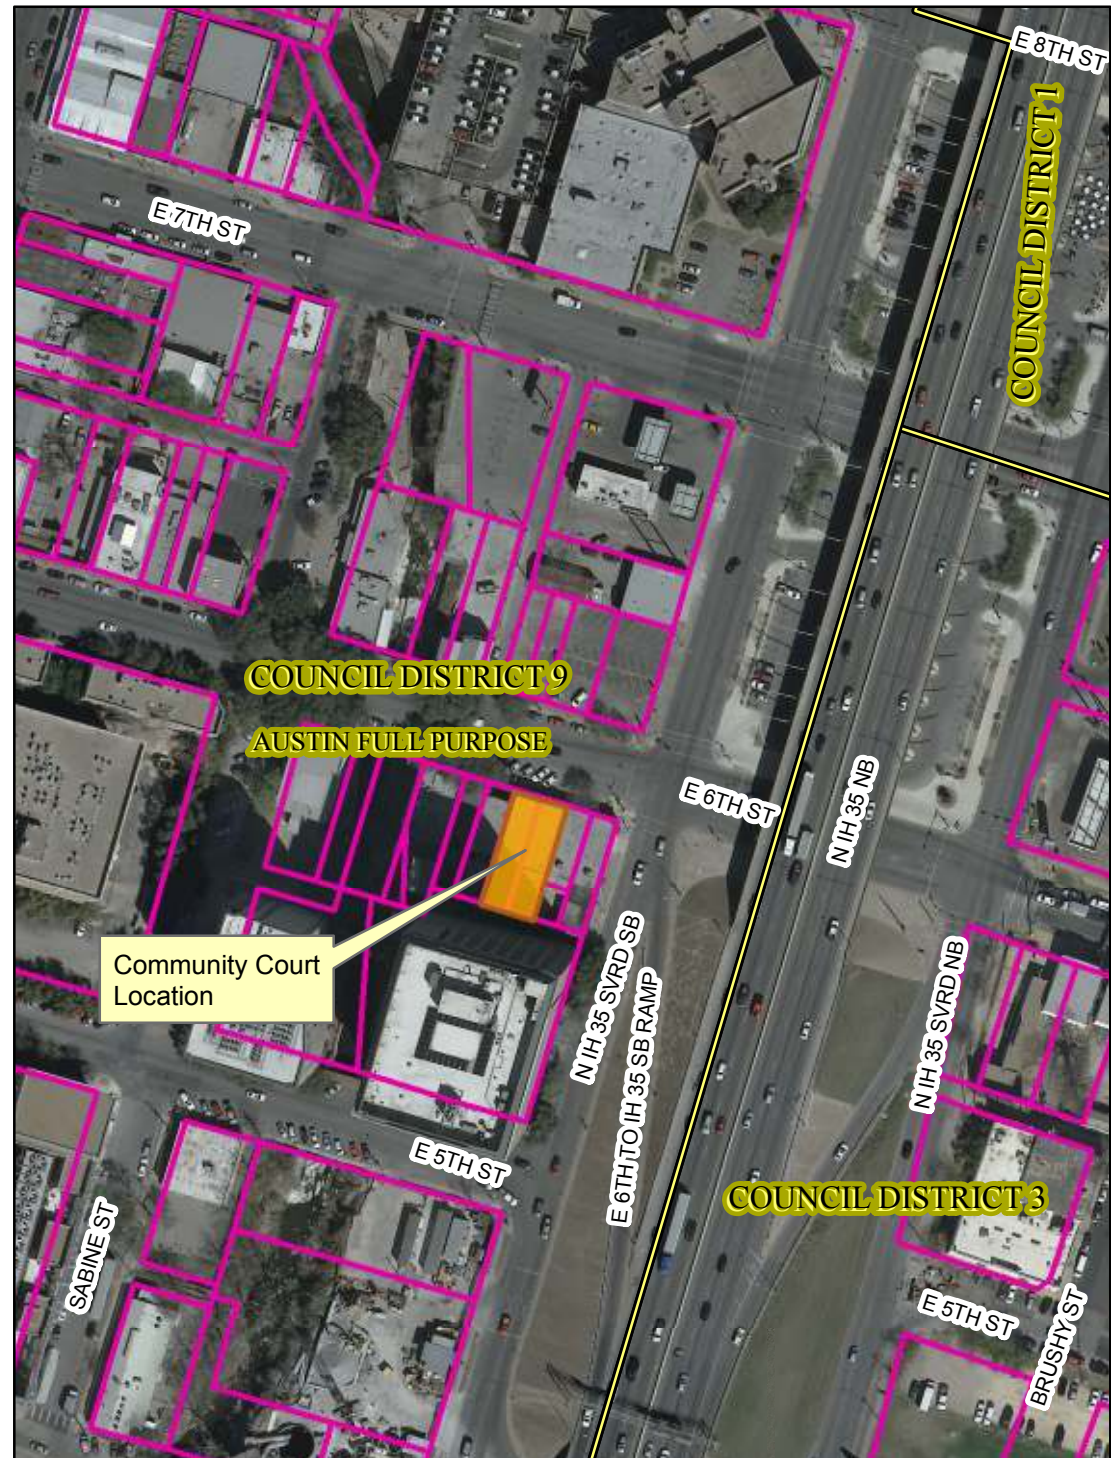 E 8TH ST
COUNCIL DISTRICT 1
E 7TH ST
COUNCIL DISTRICT 9
AUSTIN FULL PURPOSE
E 6TH ST
N IH 35 NB
Community Court
Location
N IH 35 SVRD SB
E 6TH TO IH 35 SB RAMP
N IH 35 SVRD NB
E 5TH ST
COUNCIL DISTRICT 3
SABINE ST
E 5TH ST
BRUSHY ST